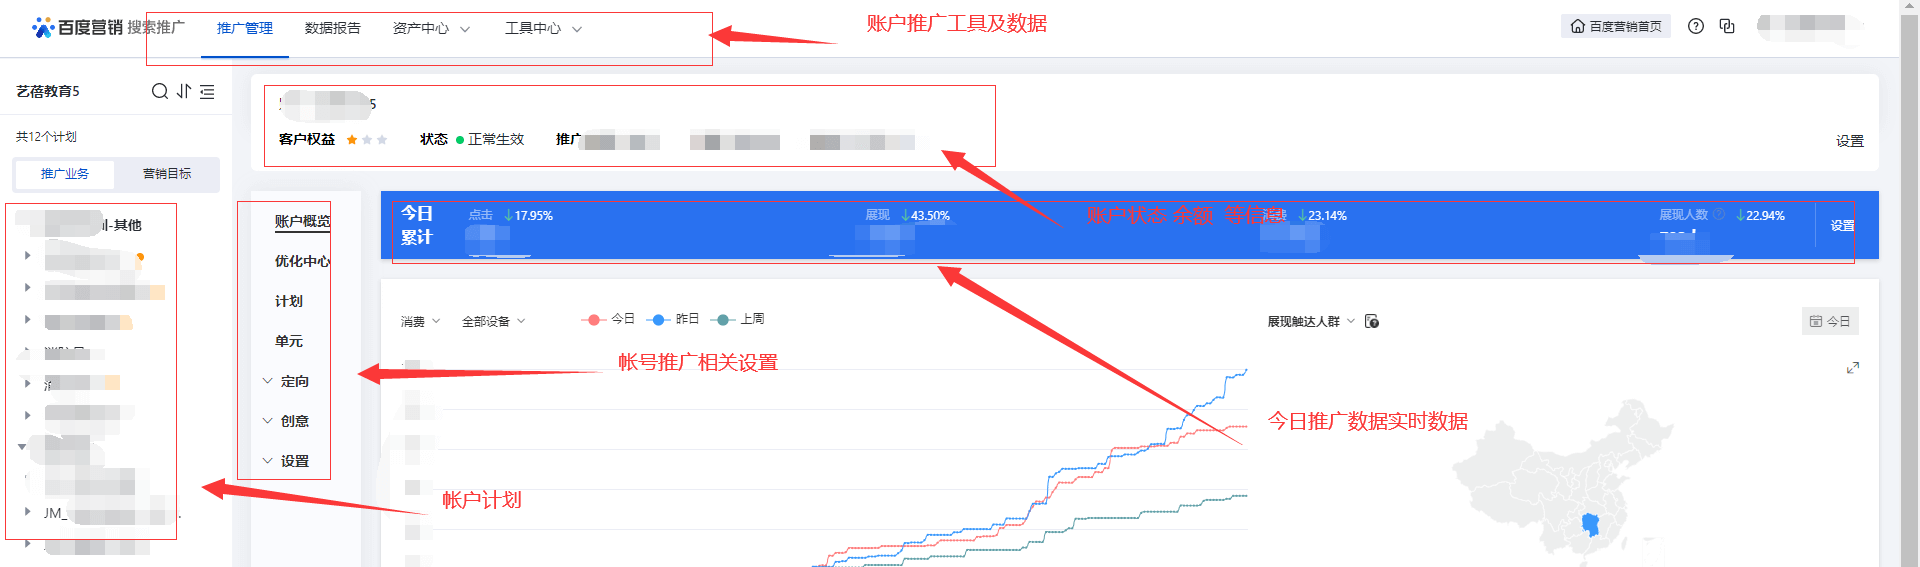 百度营销 搜索推广
推广管理
数据报告
资产中心
工具中心
账户推广工具及数据
百度营销首页
艺蓓教育5
共12个计划
推广业务
营销目标
5
客户权益
状态
正常生效
推广
设置
-其他
JM_
账户概览
优化中心
计划
单元
定向
创意
设置
今日
累计
点击 ↓17.95%
展现 ↓43.50%
消费 ↓23.14%
展现人数 ↓22.94%
设置
账户状态 余额 等信息
消费
全部设备
今日
昨日
上周
展现触达人群
今日
帐号推广相关设置
今日推广数据实时数据
帐户计划